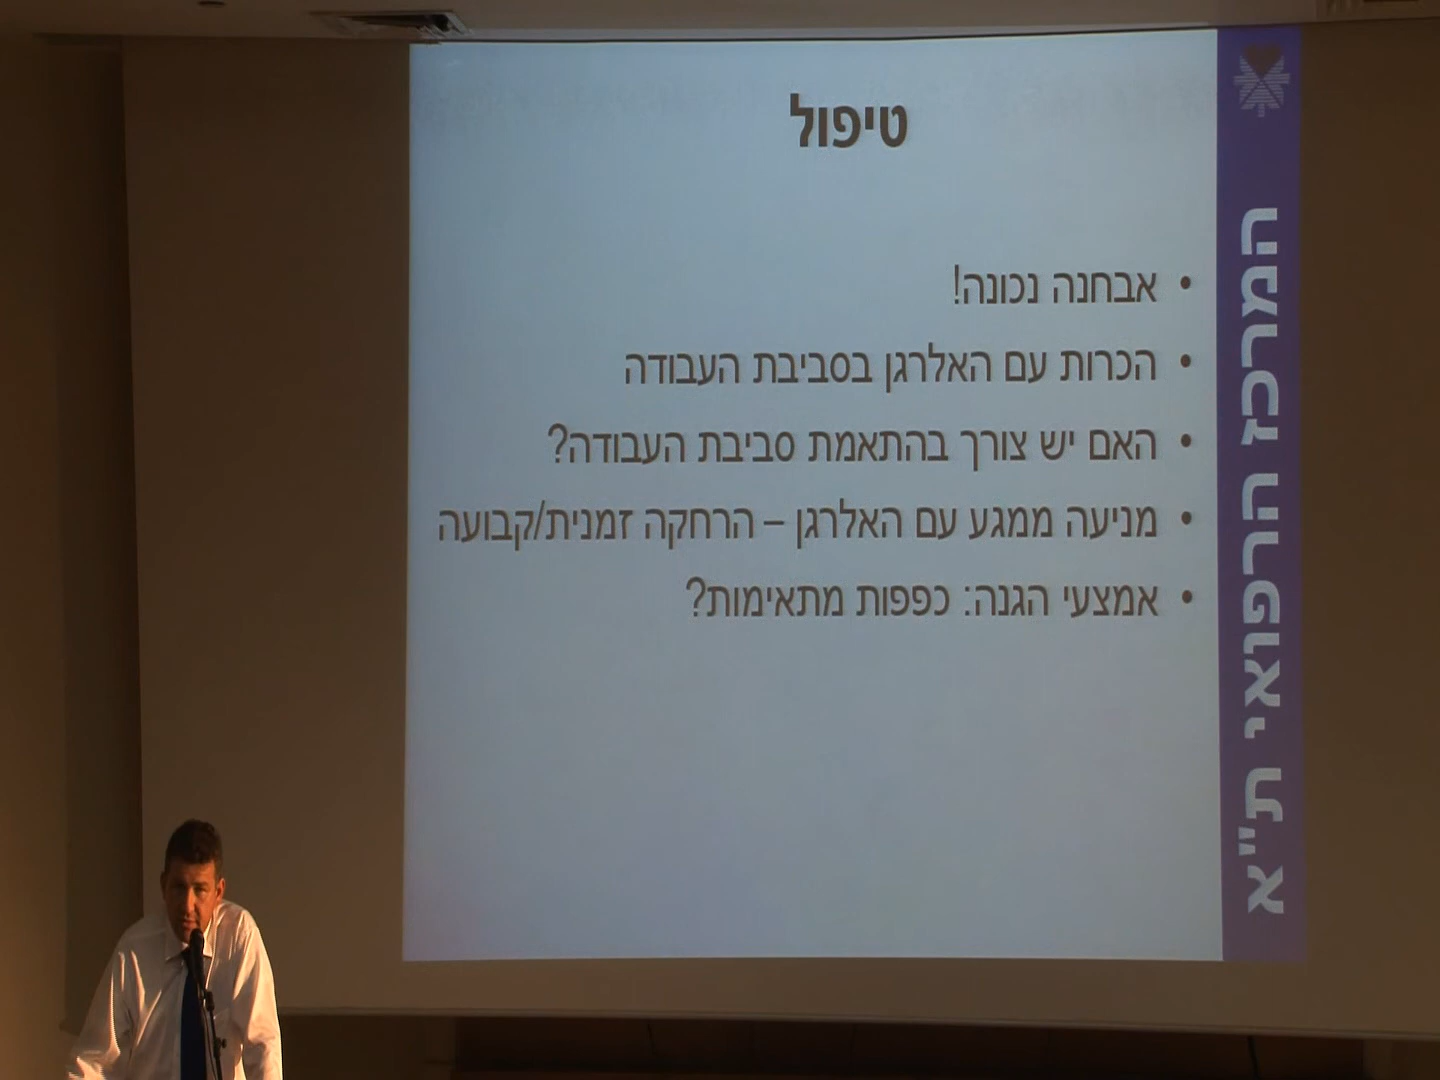 טיפול
• אבחנה נכונה!
• הכרות עם האלרגן בסביבת העבודה
• האם יש צורך בהתאמת סביבת העבודה?
• מניעה ממגע עם האלרגן – הרחקה זמנית/קבועה
• אמצעי הגנה: כפפות מתאימות?
המרכז הרפואי ת"א